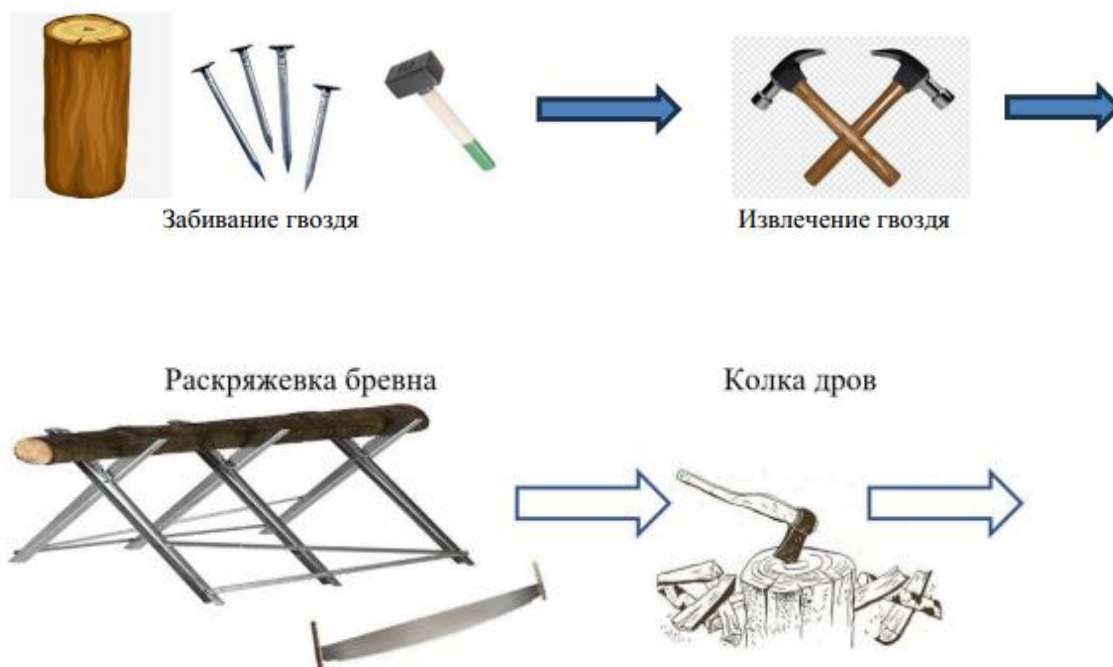 Забивание гвоздя
Извлечение гвоздя
Раскряжевка бревна
Колка дров